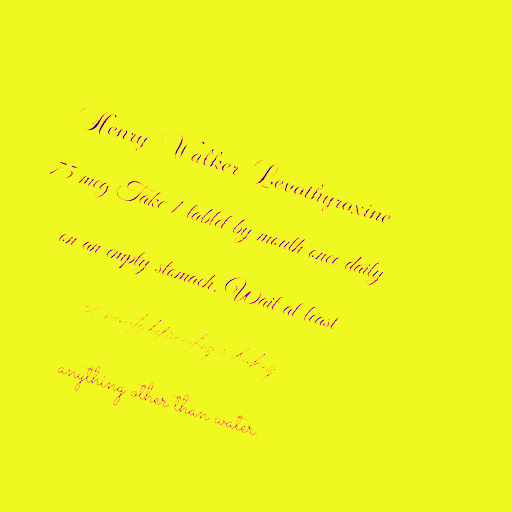 Henry Walker Levothyroxine
75 mcg Take 1 tablet by mouth once daily
on an empty stomach. Wait at least
before
anything other than water.